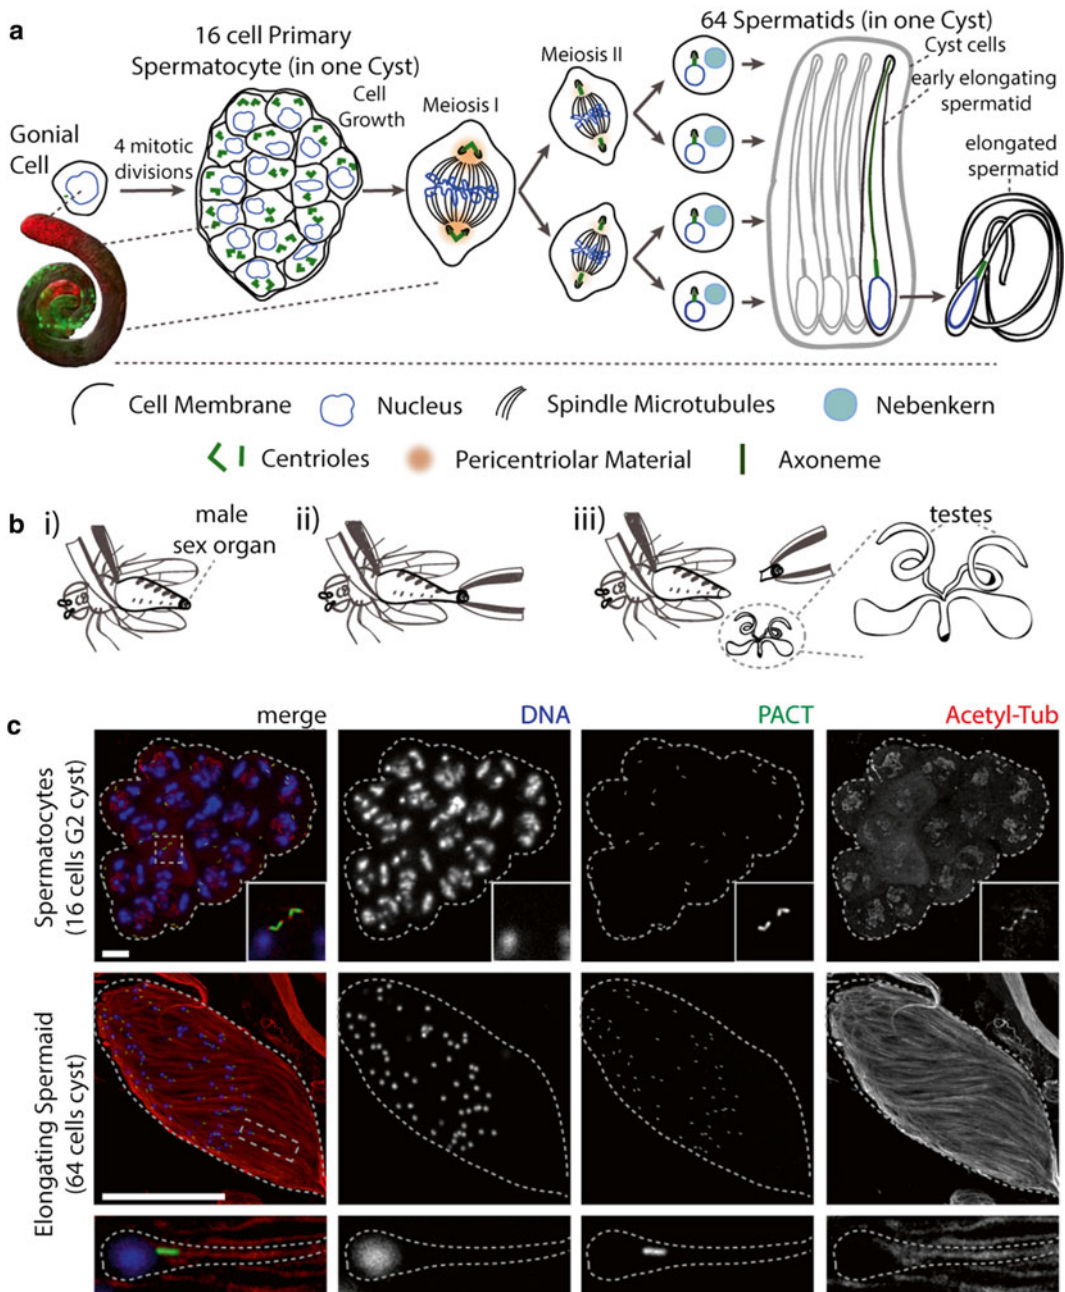 a
16 cell Primary
Spermatocyte (in one Cyst)
Gonial
Cell
4 mitotic
divisions
Cell
Growth
Meiosis I
Meiosis II
64 Spermatids (in one Cyst)
Cyst cells
early elongating
spermatid
elongated
spermatid
Cell Membrane
Nucleus
Spindle Microtubules
Nebenkern
Centrioles
Pericentriolar Material
Axoneme
b
i)
male
sex organ
ii)
iii)
testes
c
merge
DNA
PACT
Acetyl-Tub
Spermatocytes
(16 cells G2 cyst)
Elongating Spermaid
(64 cells cyst)